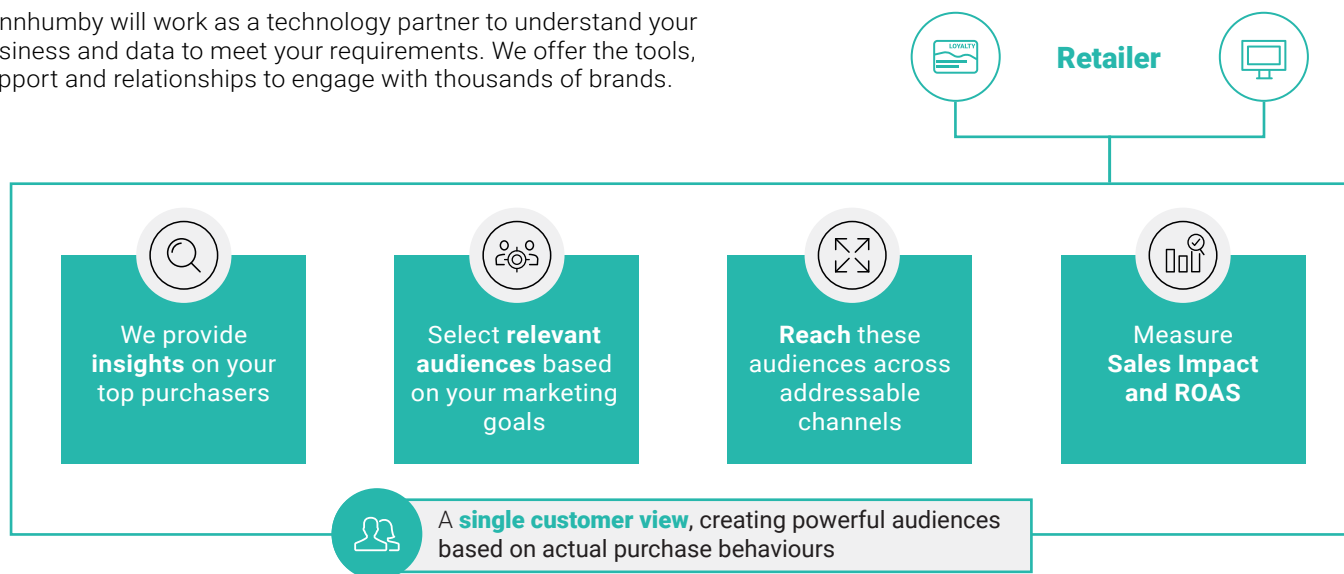 nnhumby will work as a technology partner to understand your
siness and data to meet your requirements. We offer the tools,
pport and relationships to engage with thousands of brands.
LOYALTY
Retailer
We provide
insights on your
top purchasers
Select relevant
audiences based
on your marketing
goals
Reach these
audiences across
addressable
channels
Measure
Sales Impact
and ROAS
A single customer view, creating powerful audiences
based on actual purchase behaviours